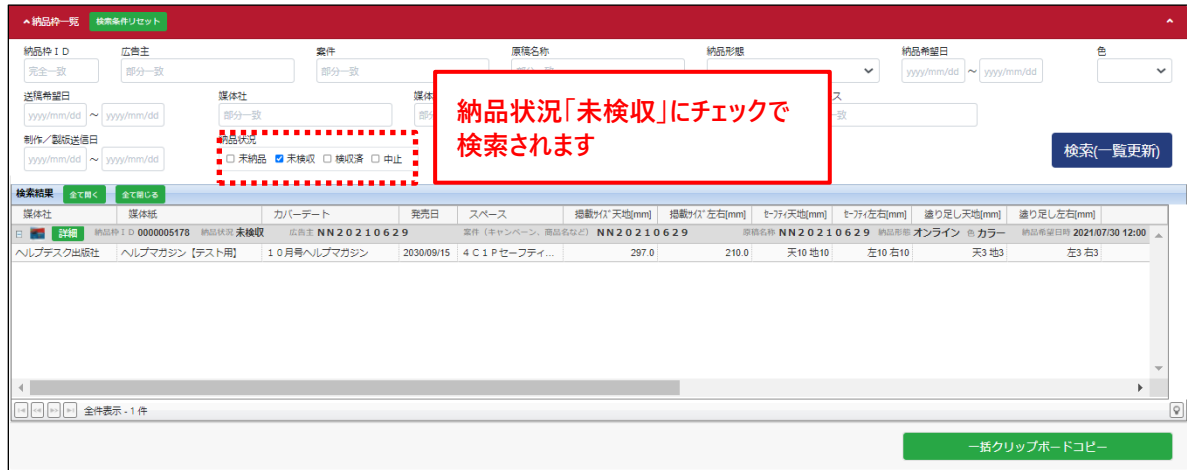 納品枠一覧 検索条件リセット
納品枠ID 広告主 案件 原稿名称 納品形態 納品希望日 色
完全一致 部分一致 部分一致 yyyy/mm/dd ～ yyyy/mm/dd
送稿希望日 媒体社
yyyy/mm/dd ～ yyyy/mm/dd 部分一致
制作／製版送信日 納品状況
yyyy/mm/dd ～ yyyy/mm/dd 未納品 未検収 検収済 中止
納品状況「未検収」にチェックで
検索されます
検索(一覧更新)
検索結果 全て開く 全て閉じる
媒体社 媒体紙 カバーデート 発売日 スペース 掲載ｻｲｽﾞ天地[mm] 掲載ｻｲｽﾞ左右[mm] ｾｰﾌﾃｨ天地[mm] ｾｰﾌﾃｨ左右[mm] 塗り足し天地[mm] 塗り足し左右[mm]
詳細 納品枠ID 0000005178 納品状況 未検収 広告主 NN20210629 案件（キャンペーン、商品名など） NN20210629 原稿名称 NN20210629 納品形態 オンライン 色 カラー 納品希望日時 2021/07/30 12:00
ヘルプデスク出版社 ヘルプマガジン【テスト用】 １０月号ヘルプマガジン 2030/09/15 ４Ｃ１Ｐセーフティ... 297.0 210.0 天10 地10 左10 右10 天3 地3 左3 右3
全件表示 - 1 件
一括クリップボードコピー